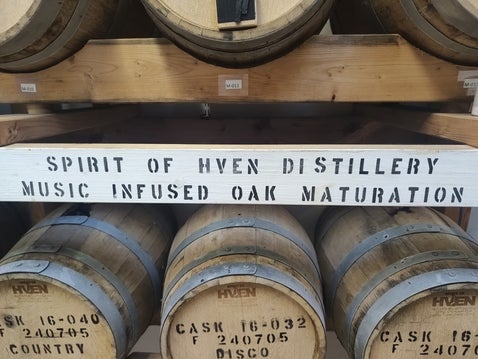 SPIRIT OF HVEN DISTILLERY
MUSIC INFUSED OAK MATURATION
HVEN
CASK 16-040
F 240705
COUNTRY
HVEN
CASK 16-032
F 240705
DISCO
HVEN
CASK 16-
F 24070